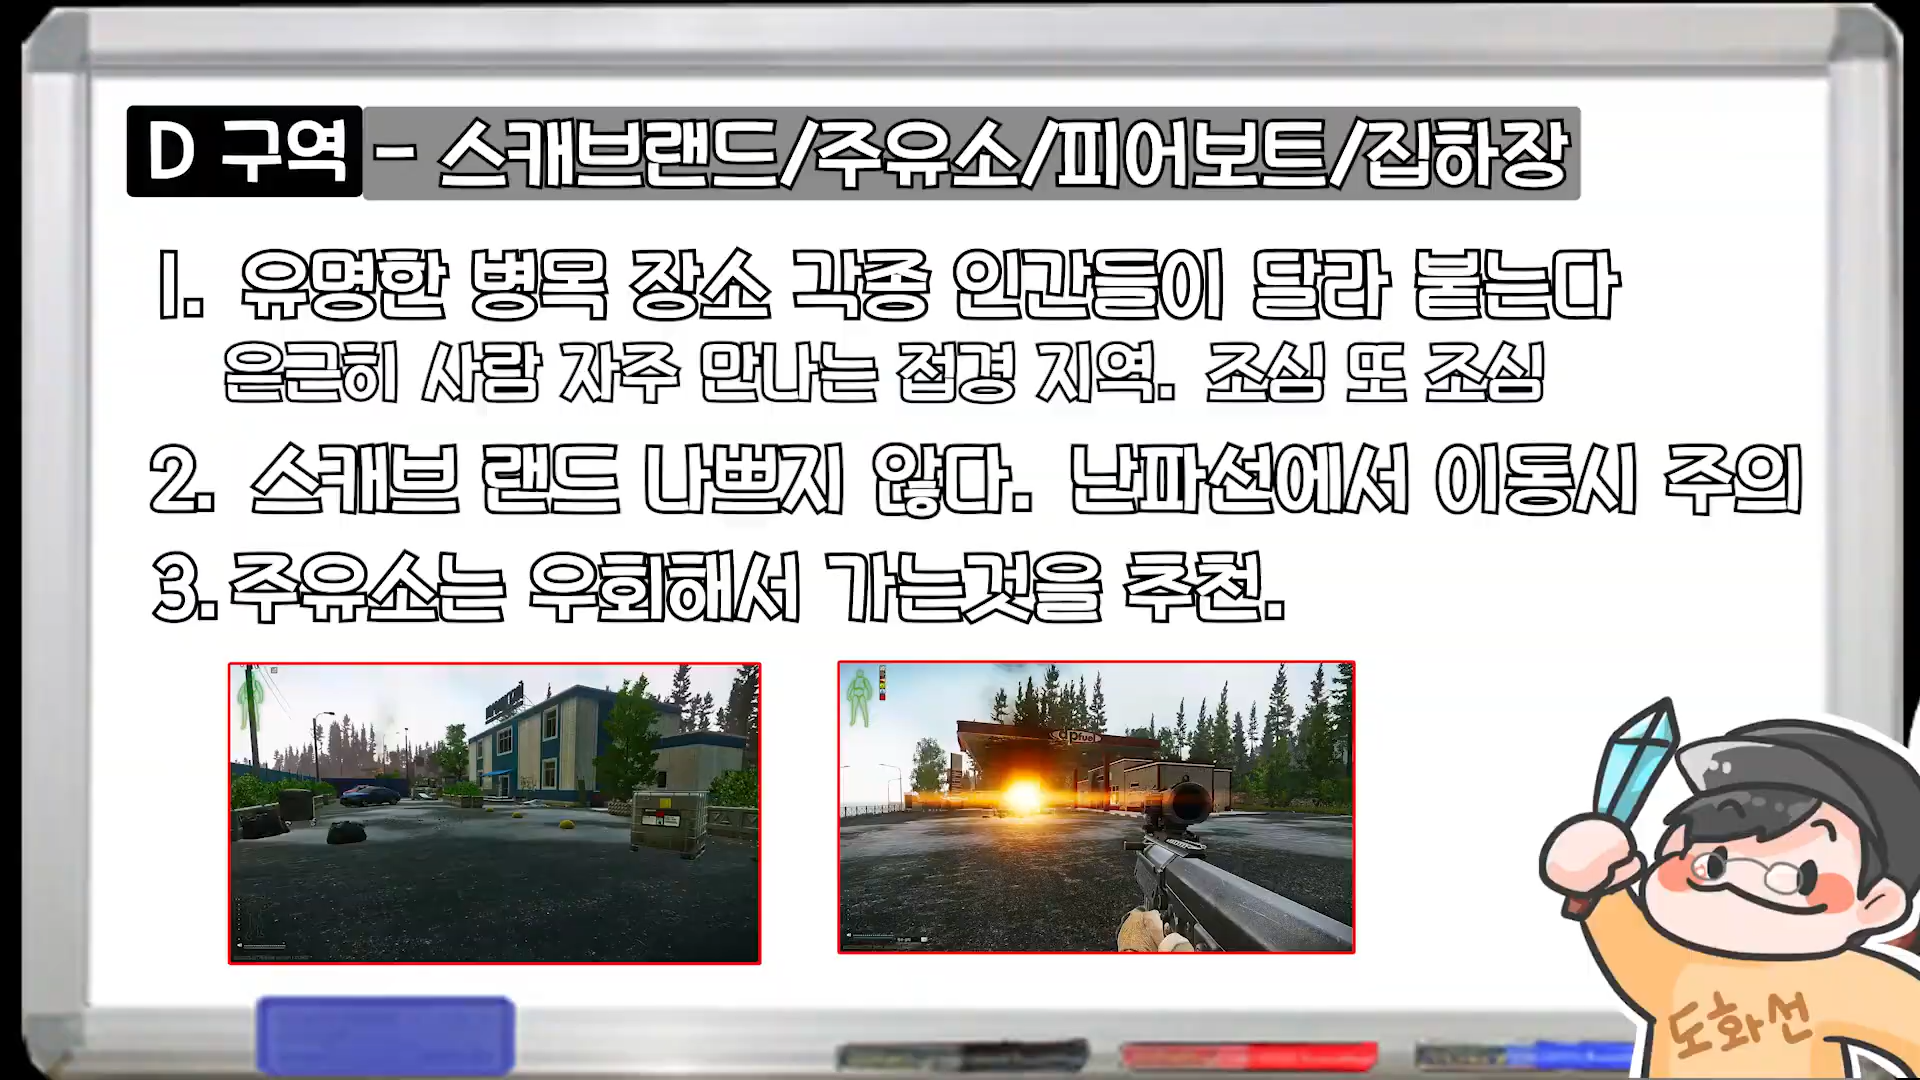 D 구역 - 스캐브랜드/주유소/피어보트/집하장
1. 유명한 병목 장소 각종 인간들이 달라 붙는다
은근히 사람 자주 만나는 접경 지역. 조심 또 조심
2. 스캐브 랜드 나쁘지 않다. 난파선에서 이동시 주의
3. 주유소는 우회해서 가는것을 추천.
dpfuel
도화선